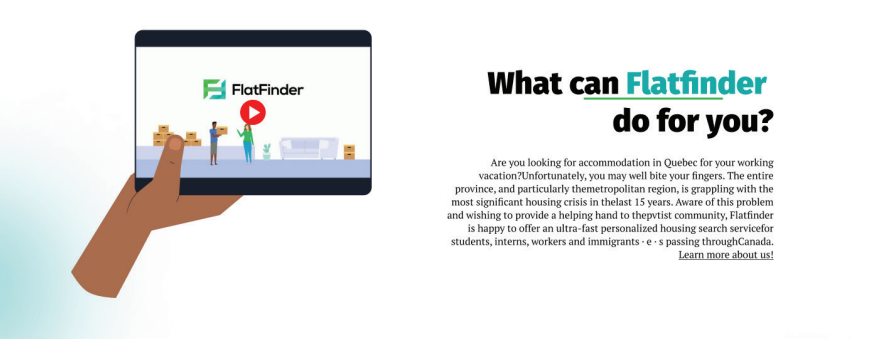 FlatFinder
What can Flatfinder
do for you?
Are you looking for accommodation in Quebec for your working
vacation?Unfortunately, you may well bite your fingers. The entire
province, and particularly themetropolitan region, is grappling with the
most significant housing crisis in thelast 15 years. Aware of this problem
and wishing to provide a helping hand to thepvtist community, Flatfinder
is happy to offer an ultra-fast personalized housing search servicefor
students, interns, workers and immigrants · e · s passing throughCanada.
Learn more about us!